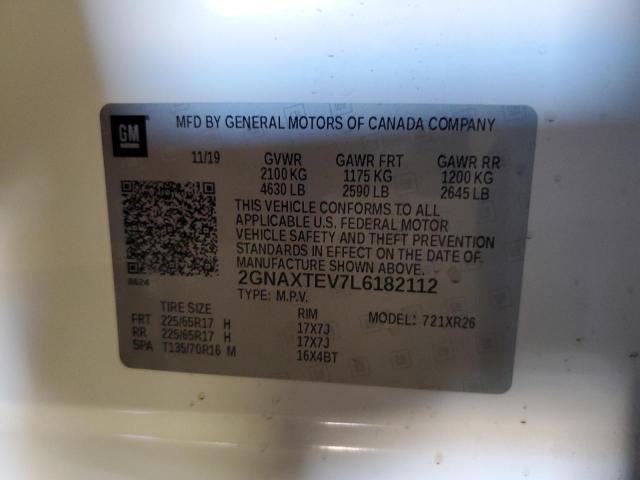 GM
MFD BY GENERAL MOTORS OF CANADA COMPANY
11/19 GVWR GAWR FRT GAWR RR
2100 KG 1175 KG 1200 KG
4630 LB 2590 LB 2645 LB
THIS VEHICLE CONFORMS TO ALL
APPLICABLE U.S. FEDERAL MOTOR
VEHICLE SAFETY AND THEFT PREVENTION
STANDARDS IN EFFECT ON THE DATE OF
MANUFACTURE SHOWN ABOVE.
2GNAXTEV7L6182112
TYPE: M.P.V.
TIRE SIZE RIM MODEL: 721XR26
FRT 225/65R17 H 17X7J
RR 225/65R17 H 17X7J
SPA T135/70R16 M 16X4BT